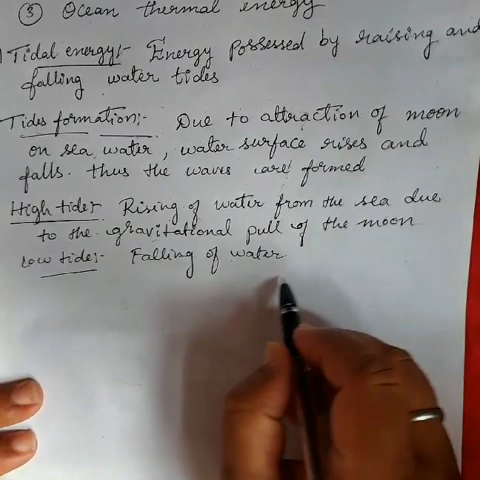 ③ Ocean thermal energy
Tidal energy:- Energy possessed by raising and
falling water tides
Tides formation:- Due to attraction of moon
on sea water, water surface rises and
falls. thus the waves are formed
High tide:- Rising of water from the sea due
to the gravitational pull of the moon
Low tide:- Falling of water